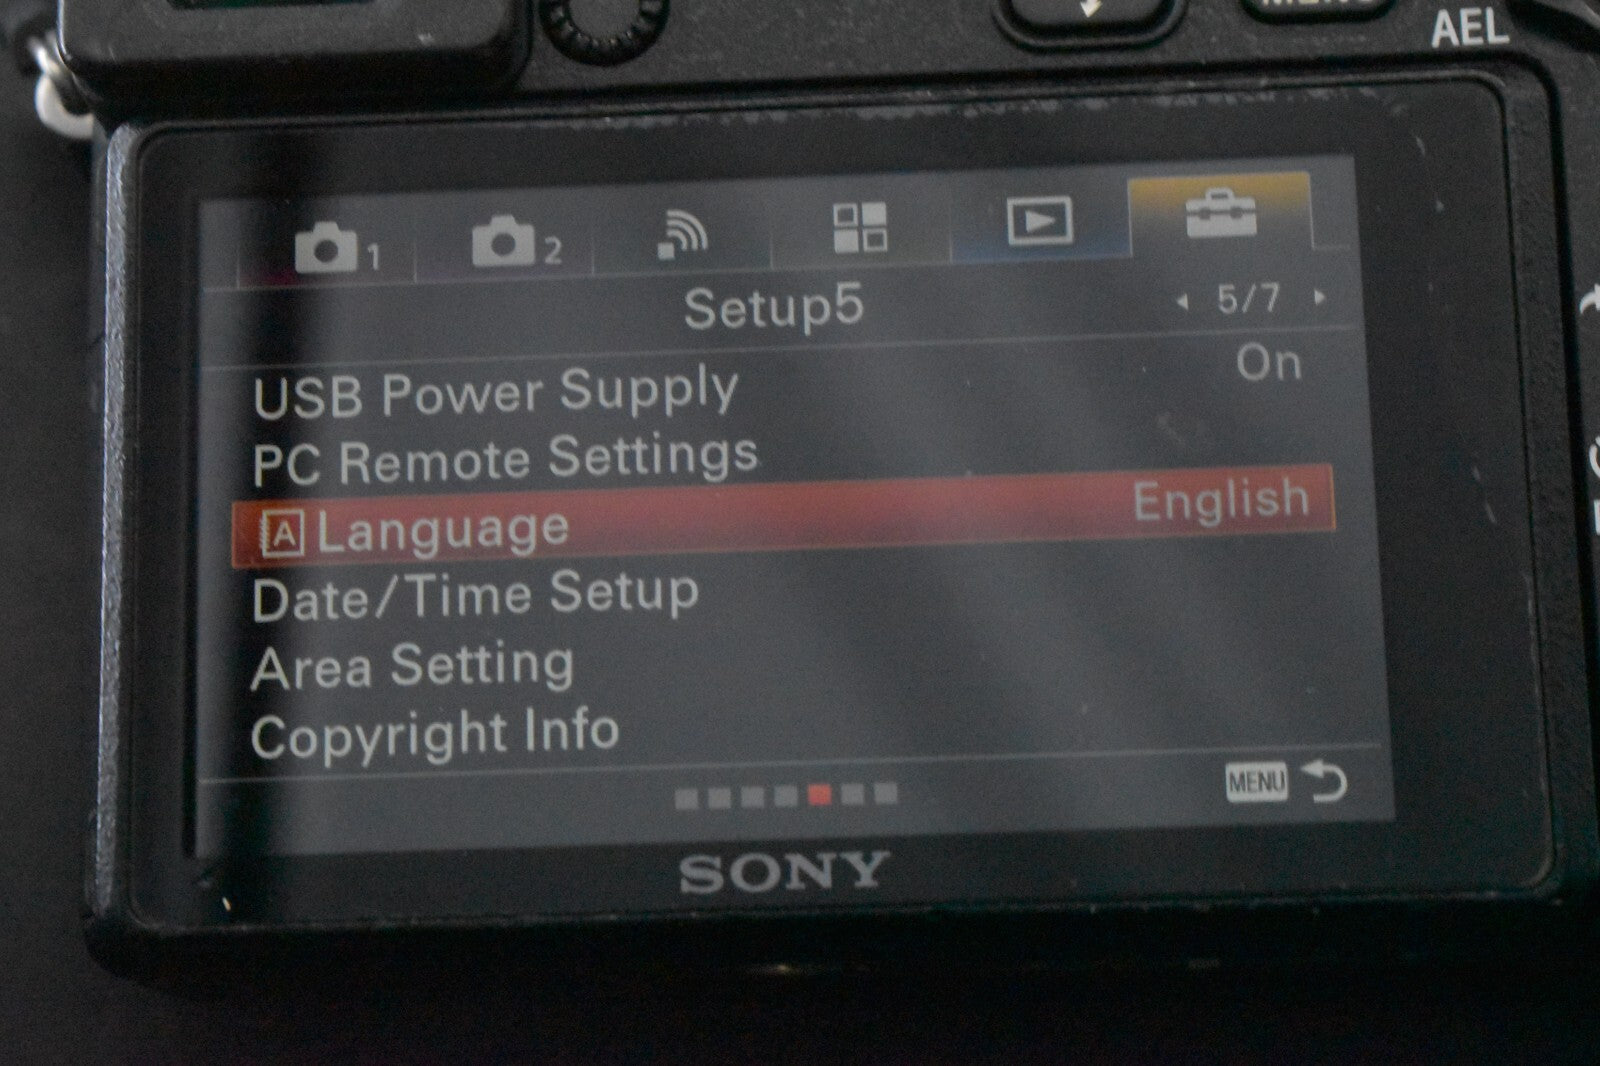 MENU
AEL
1 2
Setup5 5/7
USB Power Supply On
PC Remote Settings
A Language English
Date/Time Setup
Area Setting
Copyright Info
MENU
SONY